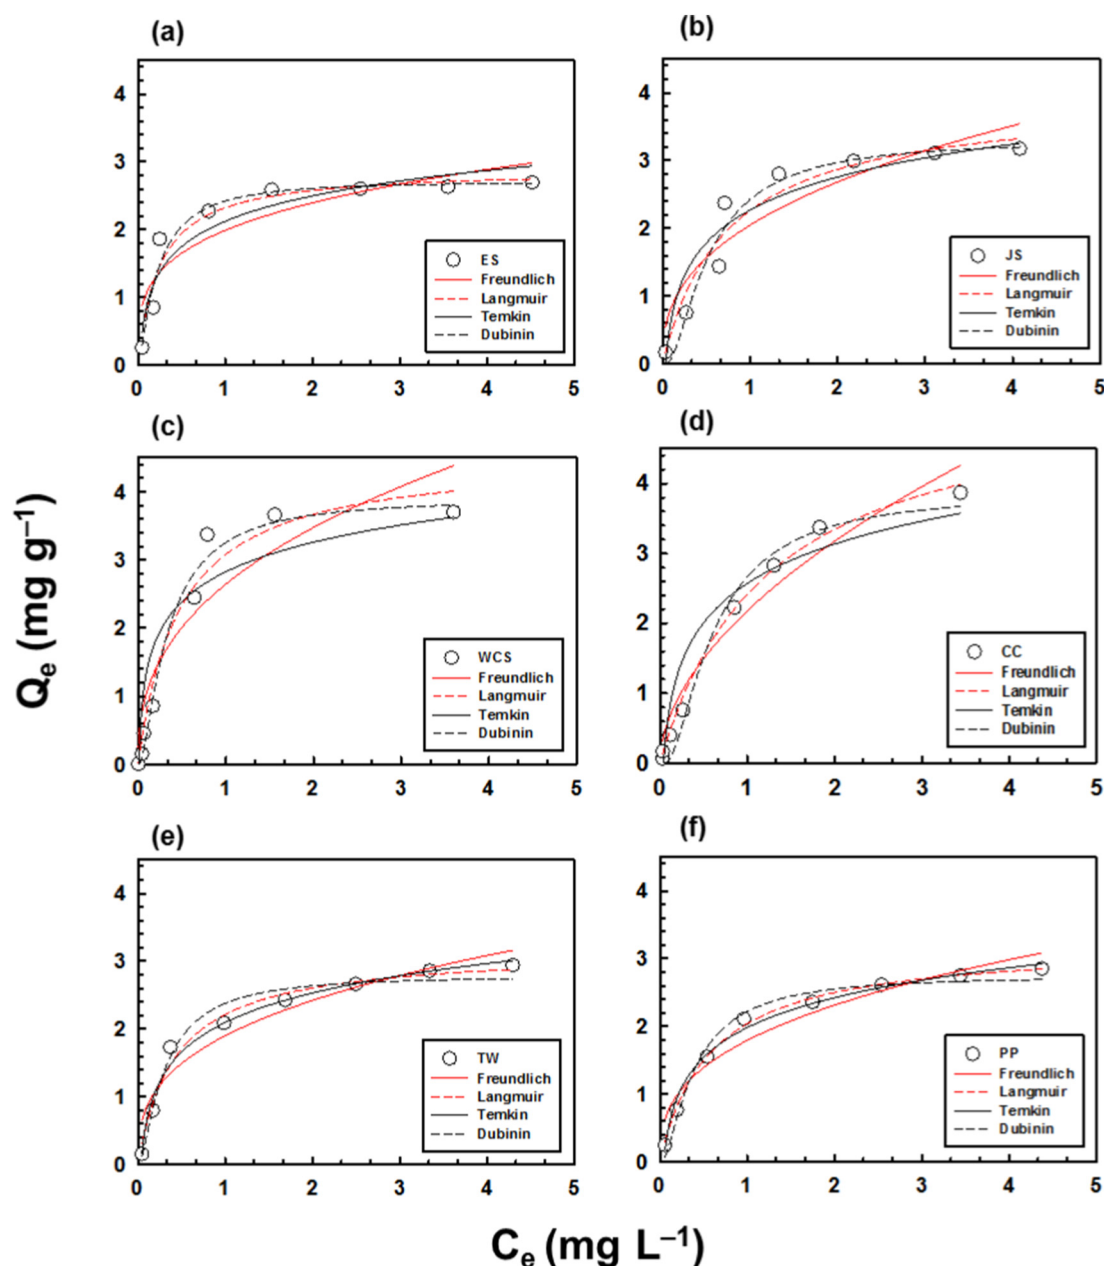 (a)
4
3
2
1
0
ES
Freundlich
Langmuir
Temkin
Dubinin
0 1 2 3 4 5
(b)
4
3
2
1
0
JS
Freundlich
Langmuir
Temkin
Dubinin
0 1 2 3 4 5
Qe (mg g−1)
(c)
4
3
2
1
0
WCS
Freundlich
Langmuir
Temkin
Dubinin
0 1 2 3 4 5
(d)
4
3
2
1
0
CC
Freundlich
Langmuir
Temkin
Dubinin
0 1 2 3 4 5
(e)
4
3
2
1
0
TW
Freundlich
Langmuir
Temkin
Dubinin
0 1 2 3 4 5
(f)
4
3
2
1
0
PP
Freundlich
Langmuir
Temkin
Dubinin
0 1 2 3 4 5
Ce (mg L−1)